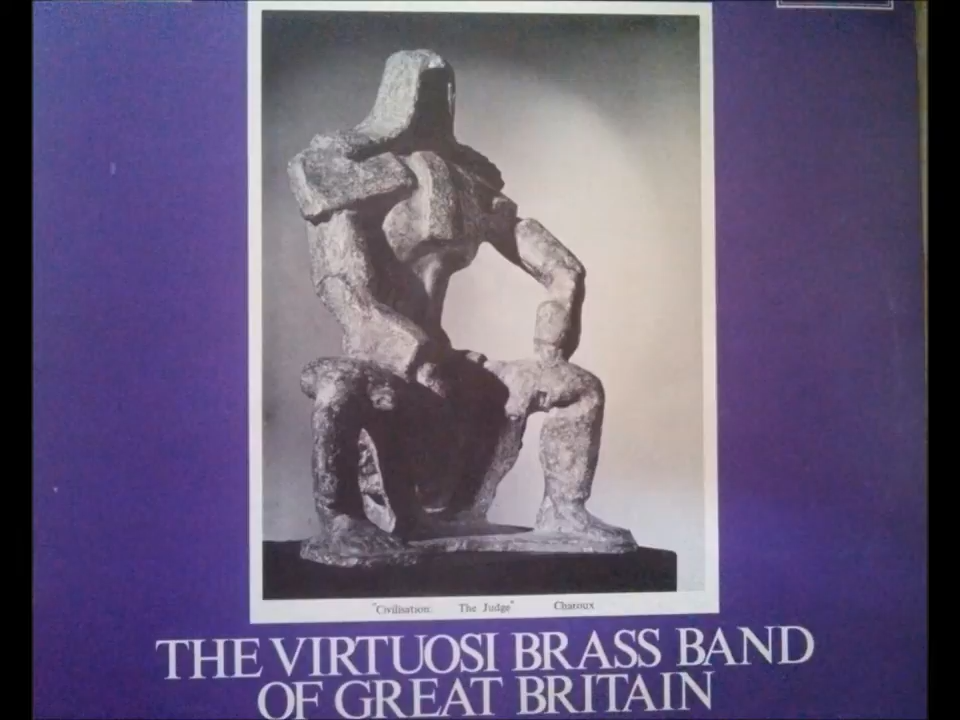 "Civilisation. The Judge" Charoux
THE VIRTUOSI BRASS BAND
OF GREAT BRITAIN